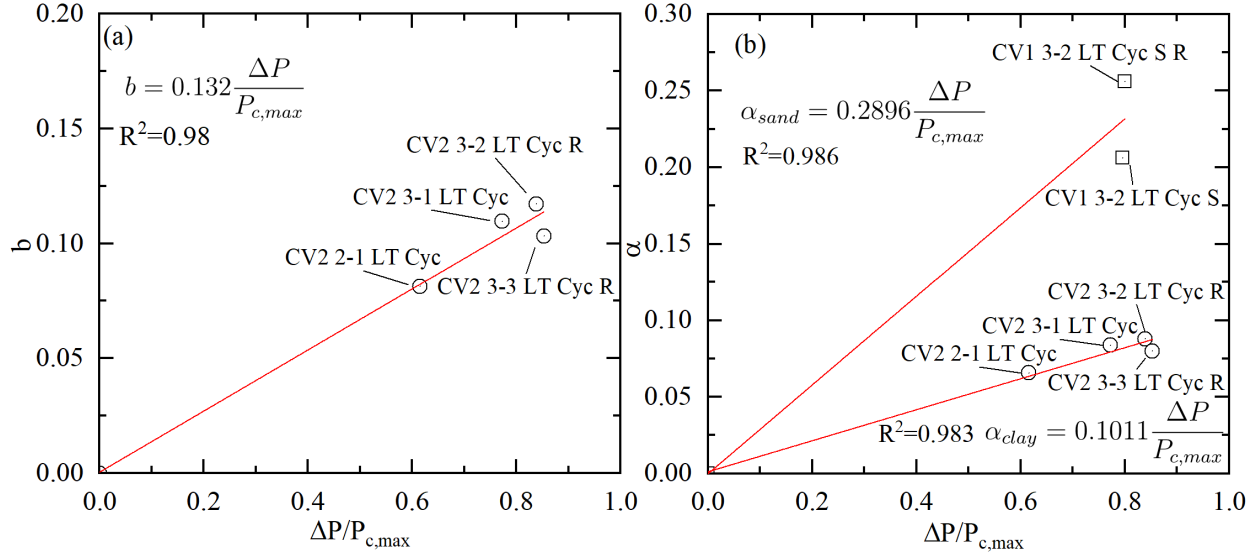 (a)
b = 0.132 ΔP / P_{c,max}
R²=0.98
CV2 3-2 LT Cyc R
CV2 3-1 LT Cyc
CV2 2-1 LT Cyc
CV2 3-3 LT Cyc R
b
0.20
0.15
0.10
0.05
0.00
0.0 0.2 0.4 0.6 0.8 1.0
ΔP/P_{c,max}
(b)
CV1 3-2 LT Cyc S R
α_{sand} = 0.2896 ΔP / P_{c,max}
R²=0.986
CV1 3-2 LT Cyc S
CV2 3-2 LT Cyc R
CV2 3-1 LT Cyc
CV2 2-1 LT Cyc
CV2 3-3 LT Cyc R
R²=0.983 α_{clay} = 0.1011 ΔP / P_{c,max}
α
0.30
0.25
0.20
0.15
0.10
0.05
0.00
0.0 0.2 0.4 0.6 0.8 1.0
ΔP/P_{c,max}